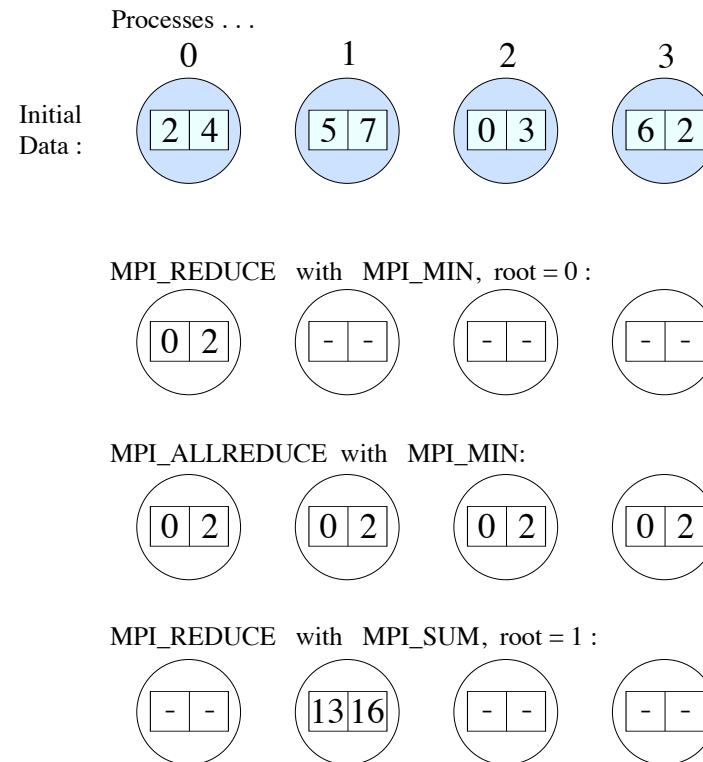 Processes . . .
0 1 2 3
Initial
Data :
2 4 5 7 0 3 6 2
MPI_REDUCE with MPI_MIN, root = 0 :
0 2 - - - - - -
MPI_ALLREDUCE with MPI_MIN:
0 2 0 2 0 2 0 2
MPI_REDUCE with MPI_SUM, root = 1 :
- - 13 16 - - - -